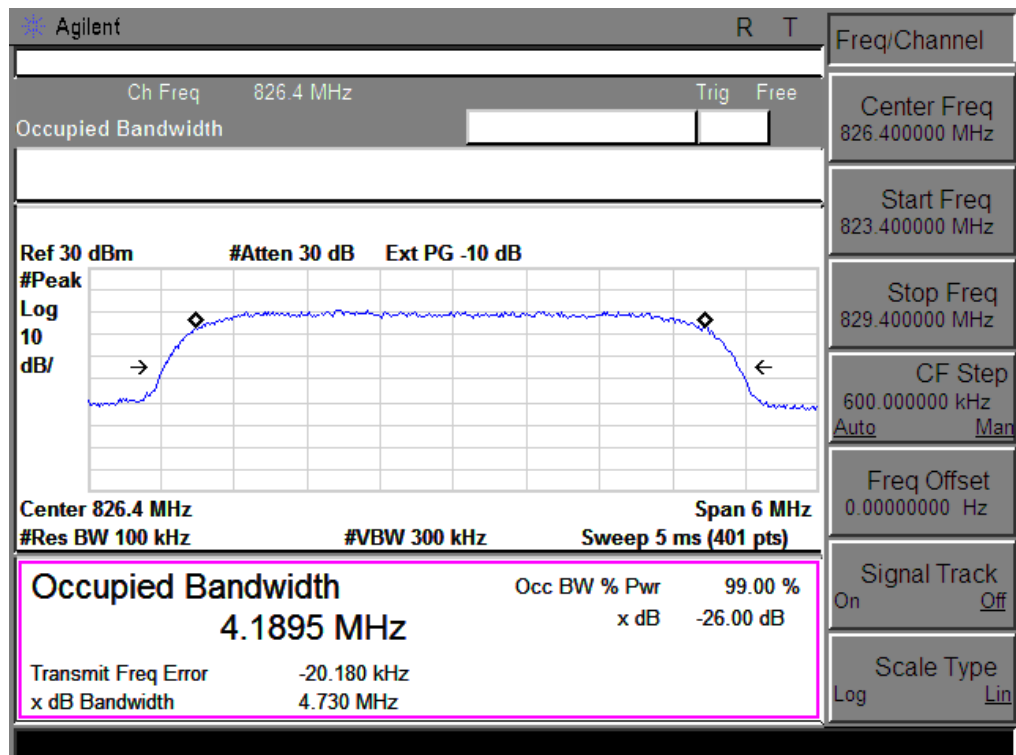 Agilent R T
Ch Freq 826.4 MHz Trig Free
Occupied Bandwidth
Ref 30 dBm #Atten 30 dB Ext PG -10 dB
#Peak
Log
10
dB/
Center 826.4 MHz Span 6 MHz
#Res BW 100 kHz #VBW 300 kHz Sweep 5 ms (401 pts)
Occupied Bandwidth Occ BW % Pwr 99.00 %
4.1895 MHz x dB -26.00 dB
Transmit Freq Error -20.180 kHz
x dB Bandwidth 4.730 MHz
Freq/Channel
Center Freq
826.400000 MHz
Start Freq
823.400000 MHz
Stop Freq
829.400000 MHz
CF Step
600.000000 kHz
Auto Man
Freq Offset
0.00000000 Hz
Signal Track
On Off
Scale Type
Log Lin